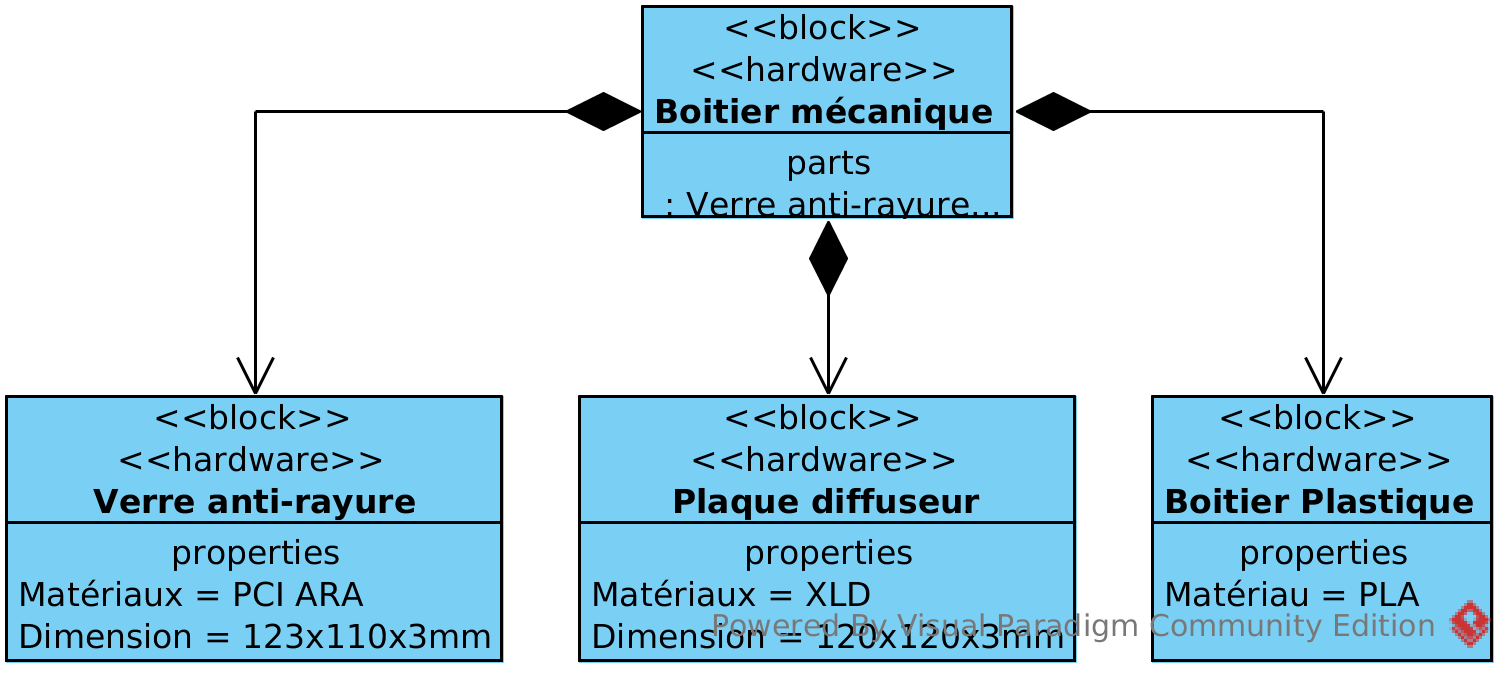 <<block>>
<<hardware>>
Boitier mécanique
parts
: Verre anti-rayure...
<<block>>
<<hardware>>
Verre anti-rayure
properties
Matériaux = PCI ARA
Dimension = 123x110x3mm
<<block>>
<<hardware>>
Plaque diffuseur
properties
Matériaux = XLD
Dimension = 120x120x3mm
<<block>>
<<hardware>>
Boitier Plastique
properties
Matériau = PLA
Powered By Visual Paradigm Community Edition